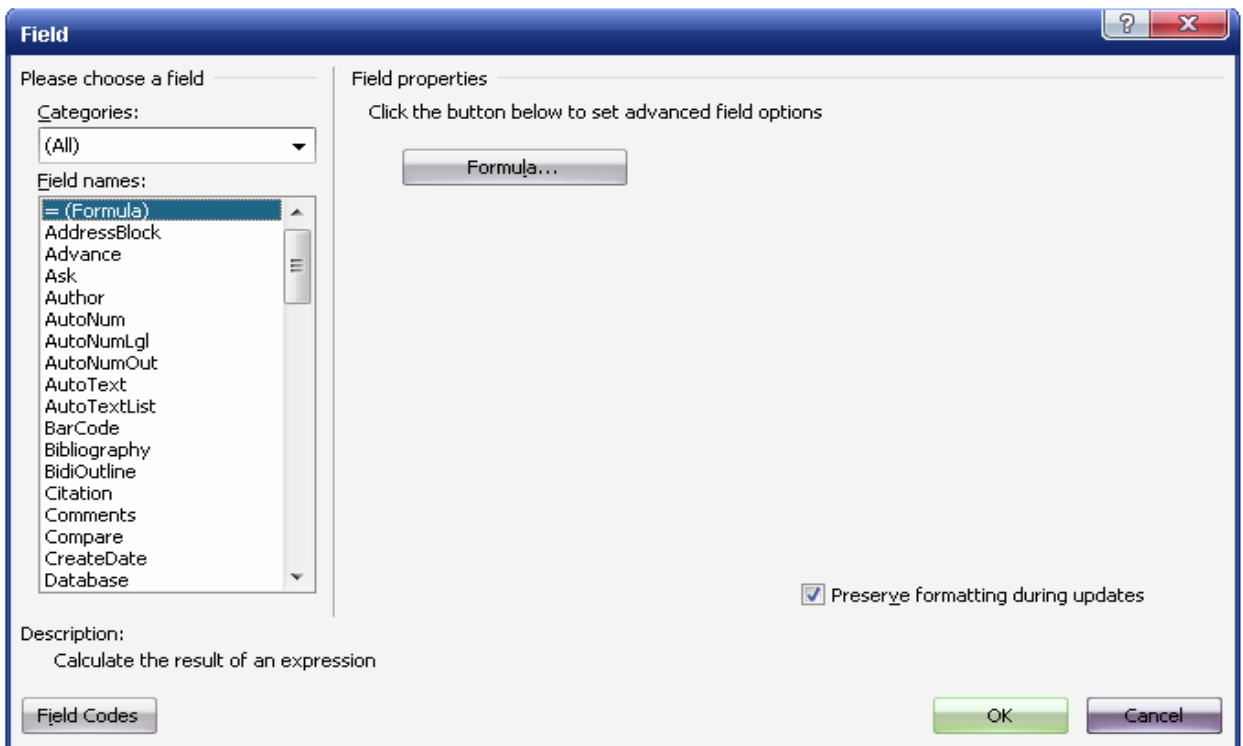 Field
Please choose a field
Categories:
(All)
Field names:
= (Formula)
AddressBlock
Advance
Ask
Author
AutoNum
AutoNumLgl
AutoNumOut
AutoText
AutoTextList
BarCode
Bibliography
BidiOutline
Citation
Comments
Compare
CreateDate
Database
Field properties
Click the button below to set advanced field options
Formula...
Preserve formatting during updates
Description:
Calculate the result of an expression
Field Codes
OK
Cancel